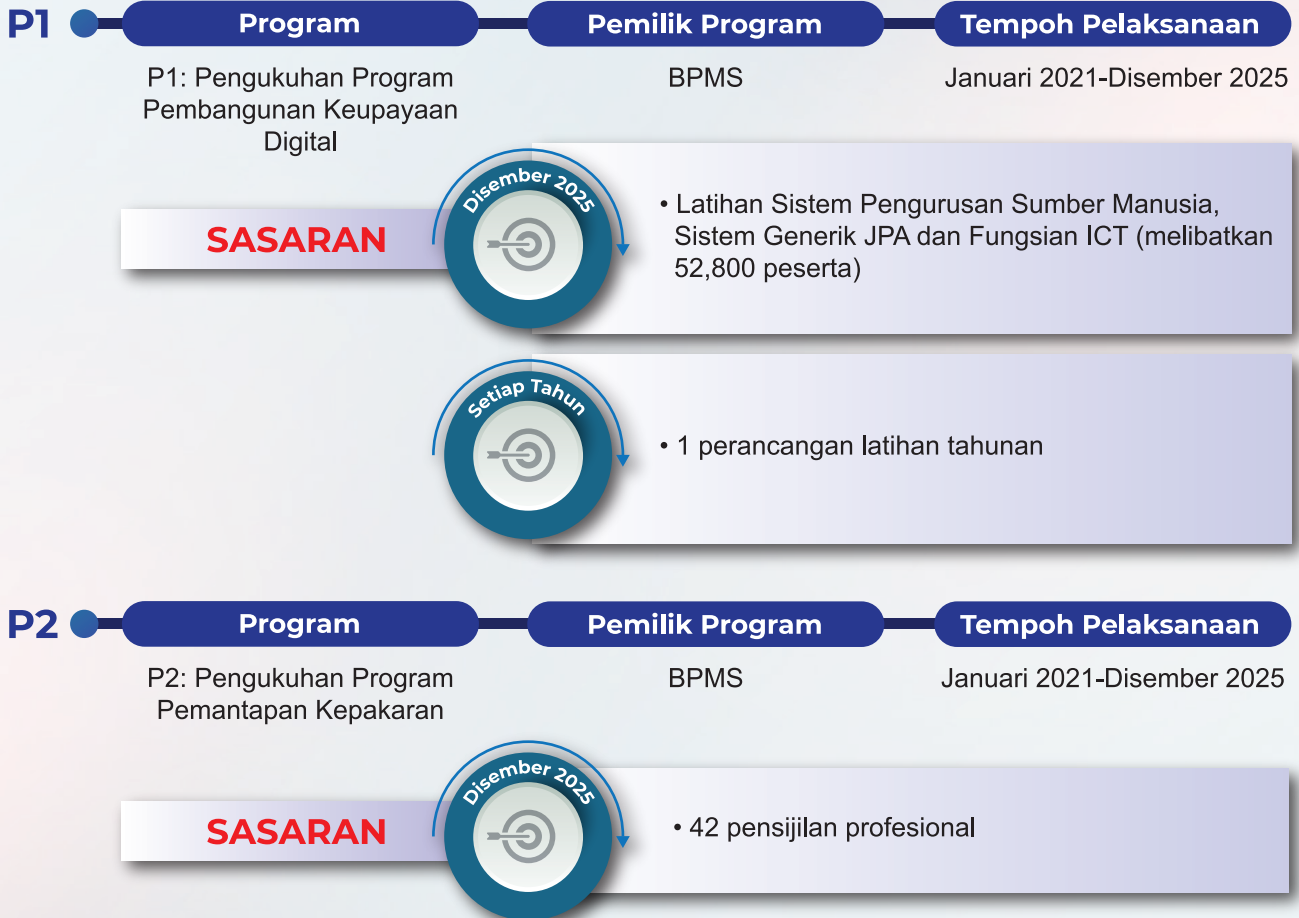 P1 Program Pemilik Program Tempoh Pelaksanaan
P1: Pengukuhan Program
Pembangunan Keupayaan
Digital
BPMS
Januari 2021-Disember 2025
SASARAN
Disember 2025
• Latihan Sistem Pengurusan Sumber Manusia,
Sistem Generik JPA dan Fungsian ICT (melibatkan
52,800 peserta)
Setiap Tahun
• 1 perancangan latihan tahunan
P2 Program Pemilik Program Tempoh Pelaksanaan
P2: Pengukuhan Program
Pemantapan Kepakaran
BPMS
Januari 2021-Disember 2025
SASARAN
Disember 2025
• 42 pensijilan profesional